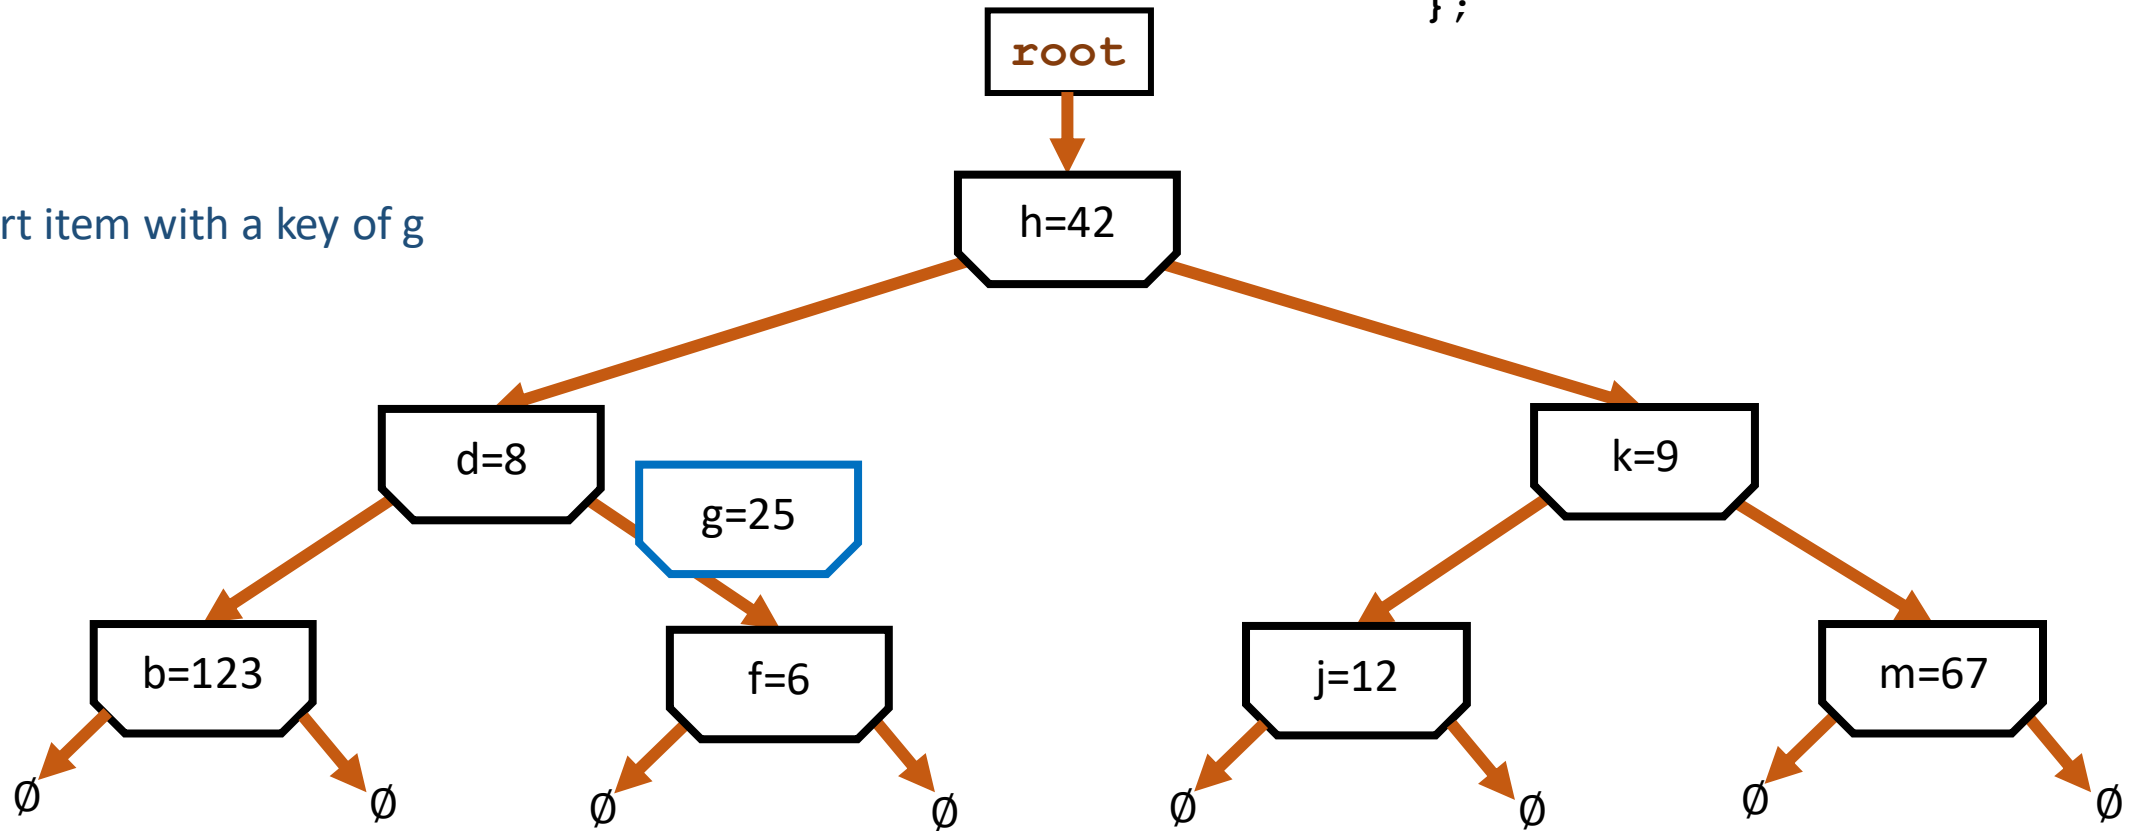 };
root
rt item with a key of g
h=42
d=8
k=9
g=25
b=123
f=6
j=12
m=67
Ø Ø Ø Ø Ø Ø Ø Ø